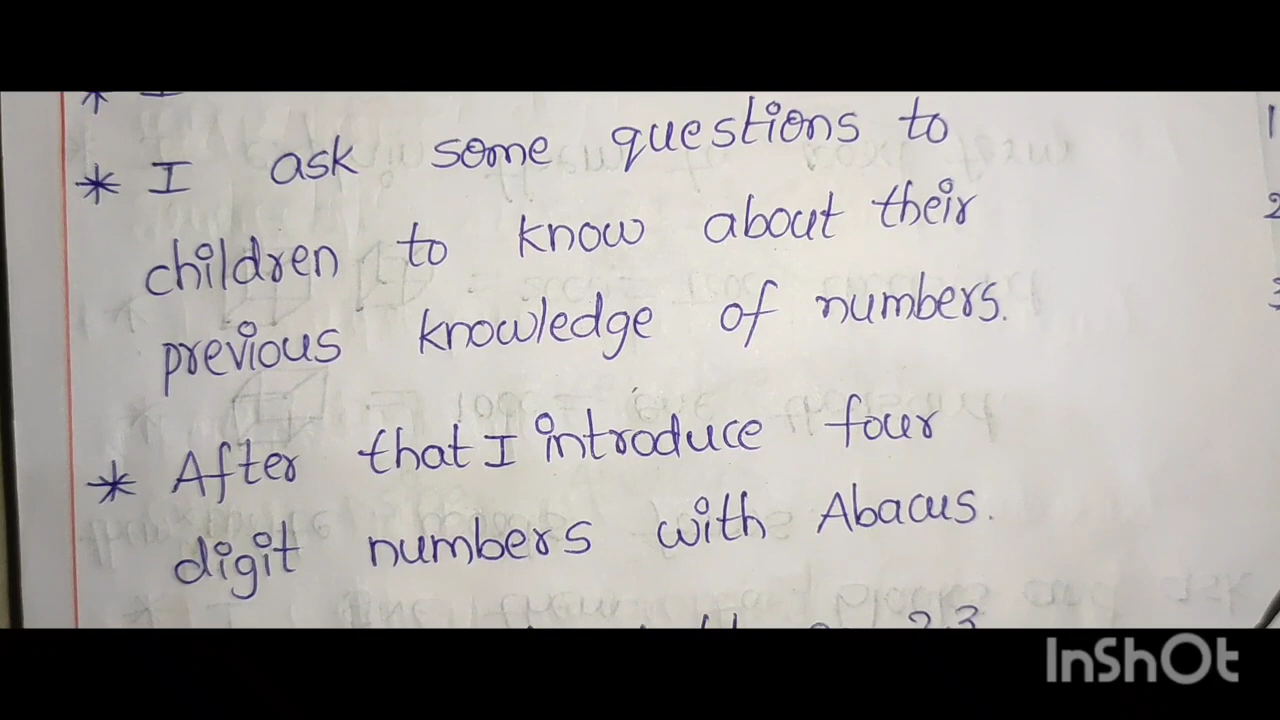 * I ask some questions to
children to know about their
previous knowledge of numbers.
* After that I introduce four
digit numbers with Abacus.
InShOt